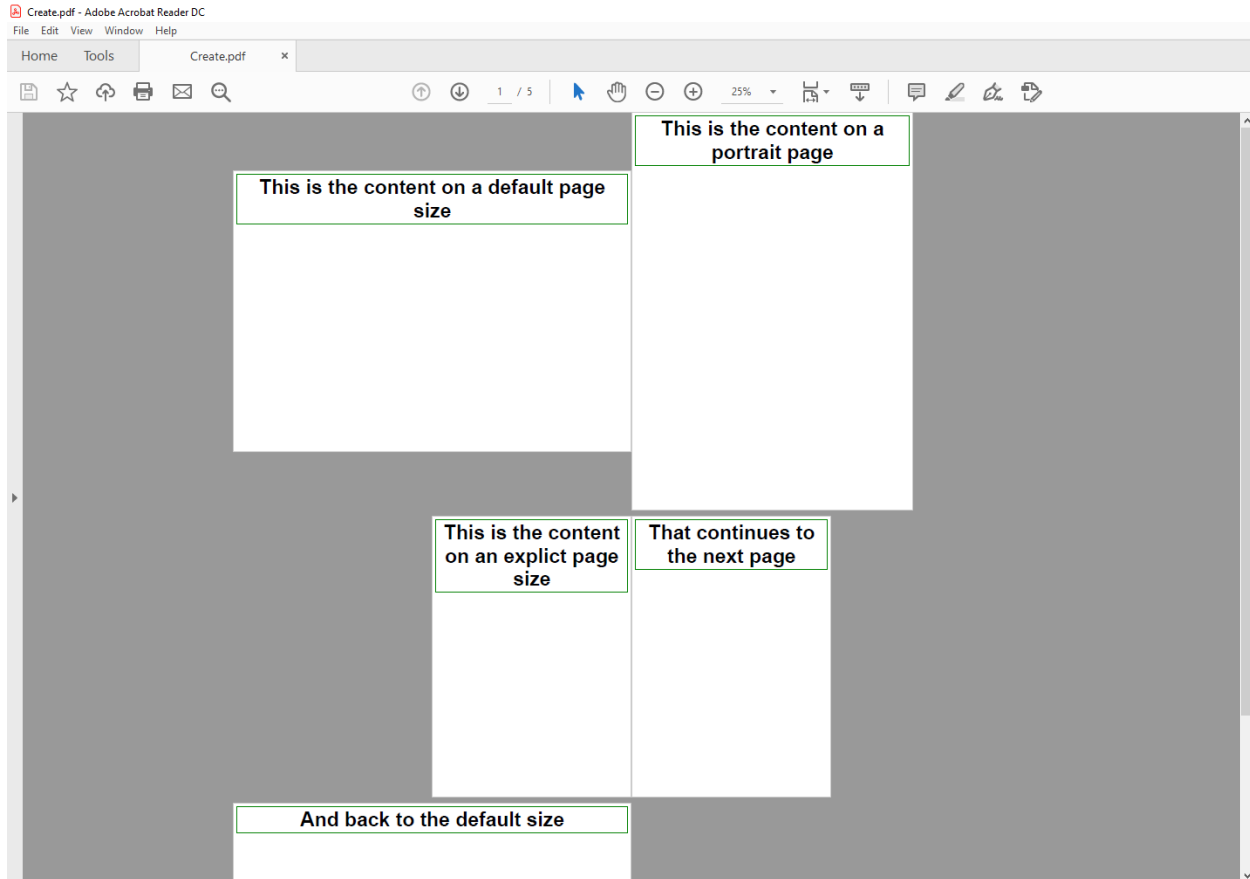 Create.pdf - Adobe Acrobat Reader DC
File Edit View Window Help
Home Tools Create.pdf ×
1 / 5 25%
This is the content on a default page
size
This is the content on a
portrait page
This is the content
on an explict page
size
That continues to
the next page
And back to the default size